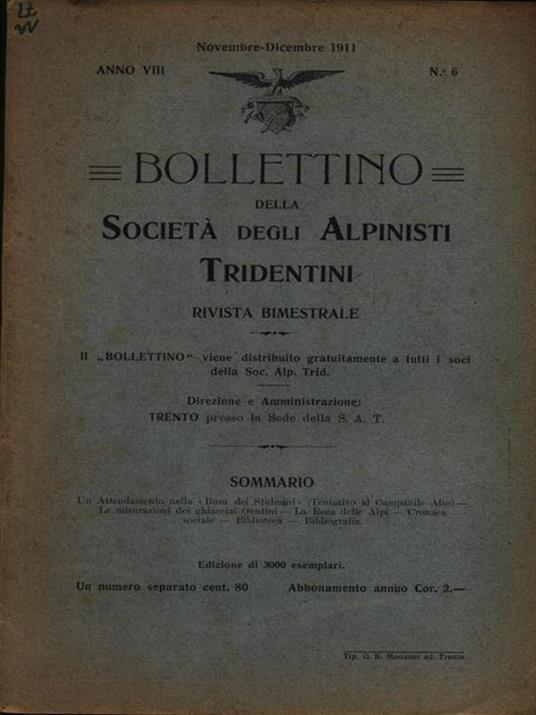 Novembre-Dicembre 1911
ANNO VIII N.º 6
BOLLETTINO
DELLA
SOCIETÀ DEGLI ALPINISTI
TRIDENTINI
RIVISTA BIMESTRALE
Il „BOLLETTINO“ viene distribuito gratuitamente a tutti i soci
della Soc. Alp. Trid.
Direzione e Amministrazione:
TRENTO presso la Sede della S. A. T.
SOMMARIO
Un Attendamento nella «Busa dei Sfulmini» (Tentativo al Campanile Alto) —
Le misurazioni dei ghiacciai trentini — La Rosa delle Alpi — Cronaca
sociale — Biblioteca — Bibliografia.
Edizione di 3000 esemplari.
Un numero separato cent. 80 Abbonamento annuo Cor. 2.—
Tip. G. B. Monauni ed. Trento